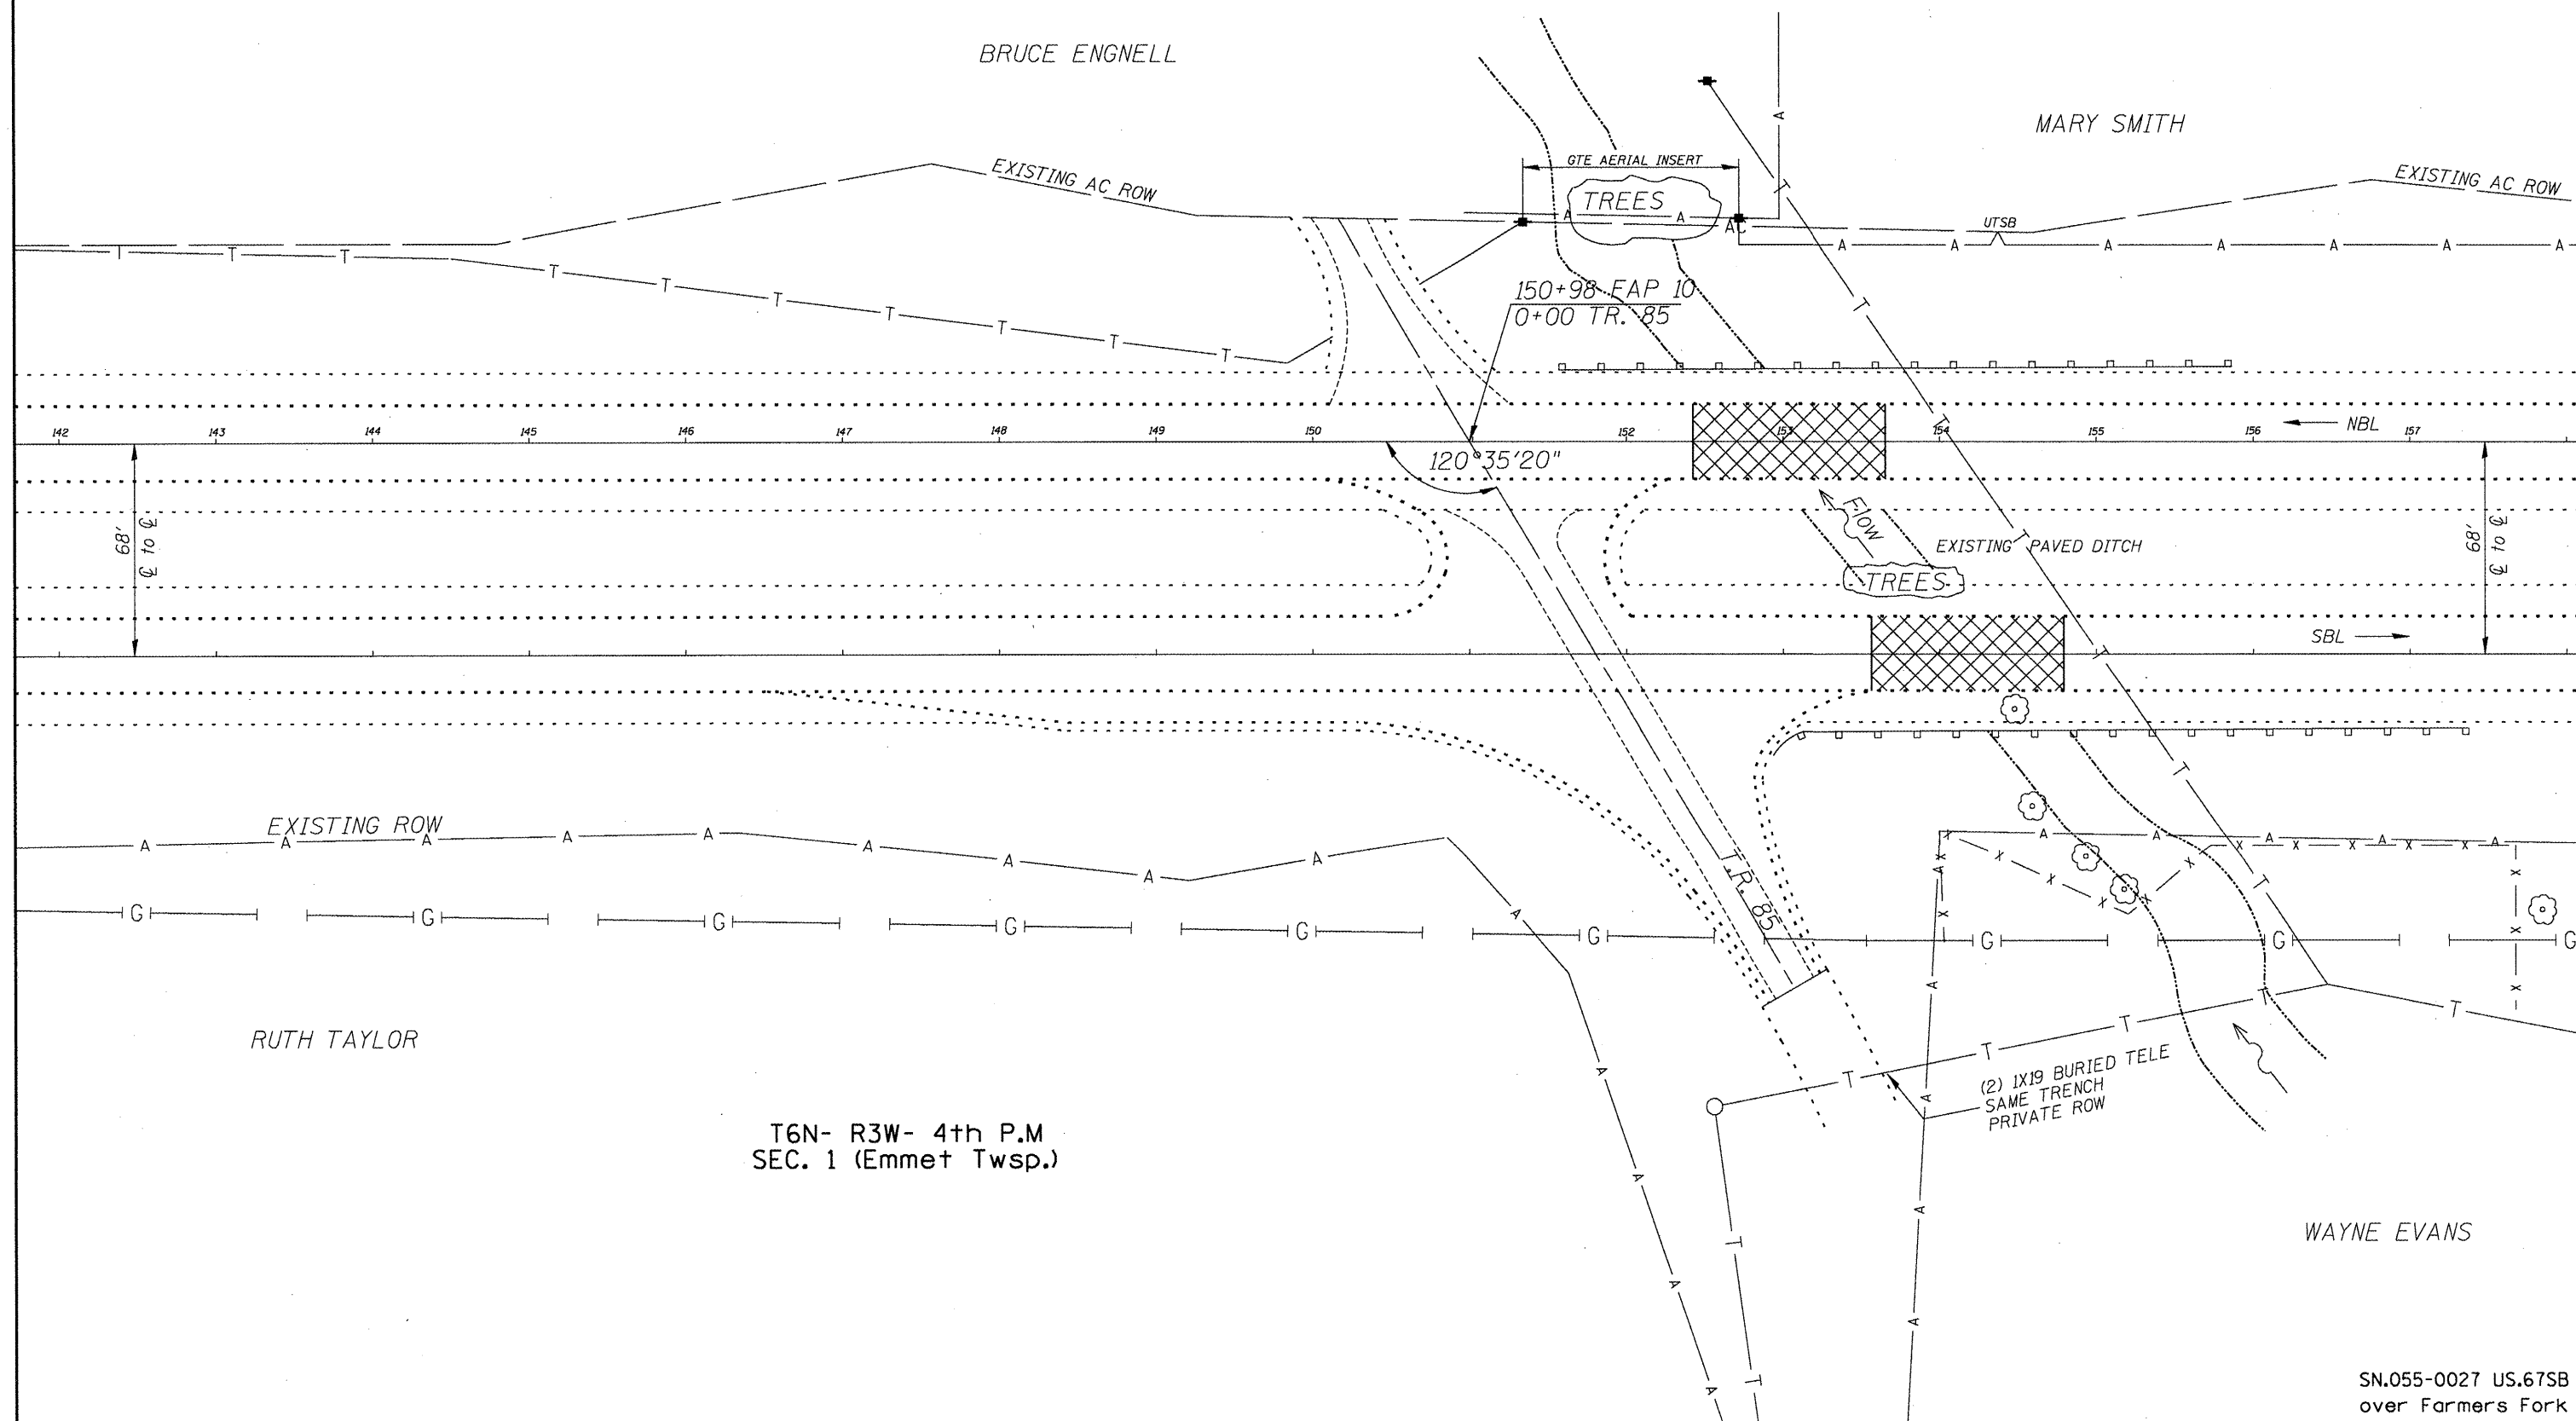 BRUCE ENGNELL
MARY SMITH
GTE AERIAL INSERT
EXISTING AC ROW
EXISTING AC ROW
TREES
A A A
AC
UTSB
A A A A A A A
T T T
T T T T T T T
T
T
150+98 FAP 10
0+00 TR. 85
142 143 144 145 146 147 148 149 150 152 153 154 155 156 157
NBL
120°35'20"
T
68'
℄ to ℄
Flow
EXISTING PAVED DITCH
T
TREES
68'
℄ to ℄
SBL
T
T
EXISTING ROW
A A A A A A A A A
A A A A A
X X X X X X X X X X X X X X
T.R. 85
T
A
G G G G G G G G G
A
T T T T
RUTH TAYLOR
(2) 1X19 BURIED TELE
SAME TRENCH
PRIVATE ROW
A A
T6N- R3W- 4th P.M
SEC. 1 (Emmet Twsp.)
A A
WAYNE EVANS
T
A A
T
A
SN.055-0027 US.67SB
over Farmers Fork